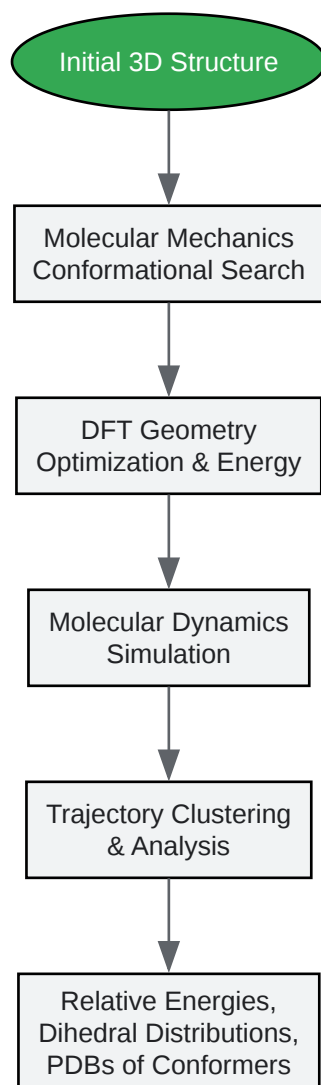 Initial 3D Structure
Molecular Mechanics
Conformational Search
DFT Geometry
Optimization & Energy
Molecular Dynamics
Simulation
Trajectory Clustering
& Analysis
Relative Energies,
Dihedral Distributions,
PDBs of Conformers